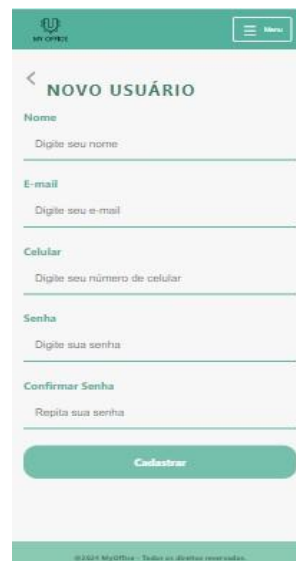 MY OFFICE
Menu
NOVO USUÁRIO
Nome
Digite seu nome
E-mail
Digite seu e-mail
Celular
Digite seu número de celular
Senha
Digite sua senha
Confirmar Senha
Repita sua senha
Cadastrar
©2021 MyOffice - Todos os direitos reservados.